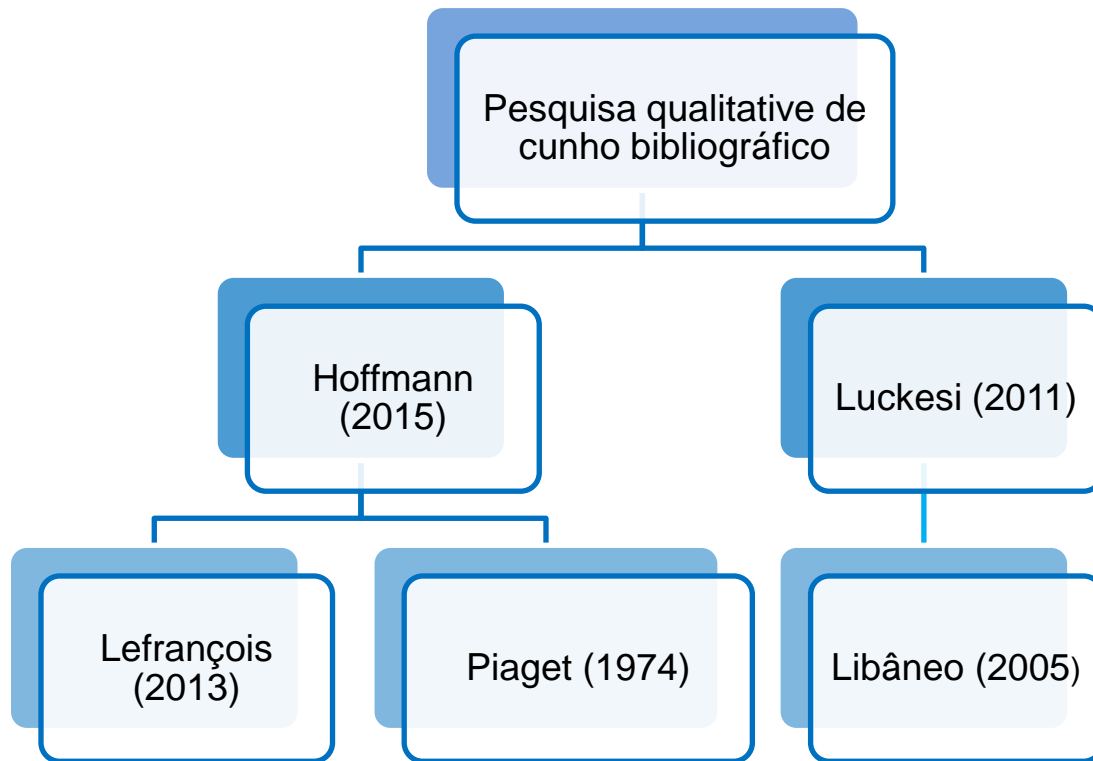 Pesquisa qualitative de
cunho bibliográfico
Hoffmann
(2015)
Luckesi (2011)
Lefrançois
(2013)
Piaget (1974)
Libâneo (2005)